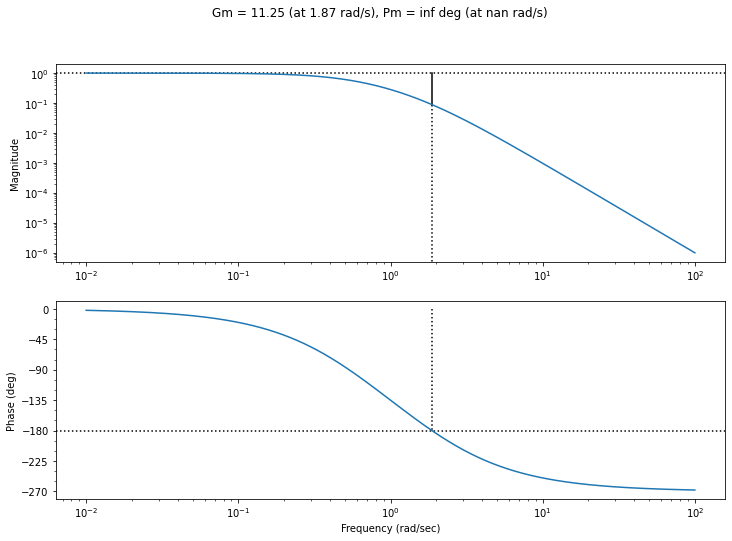 Gm = 11.25 (at 1.87 rad/s), Pm = inf deg (at nan rad/s)
Magnitude
10⁰
10⁻¹
10⁻²
10⁻³
10⁻⁴
10⁻⁵
10⁻⁶
10⁻² 10⁻¹ 10⁰ 10¹ 10²
Phase (deg)
0
−45
−90
−135
−180
−225
−270
10⁻² 10⁻¹ 10⁰ 10¹ 10²
Frequency (rad/sec)